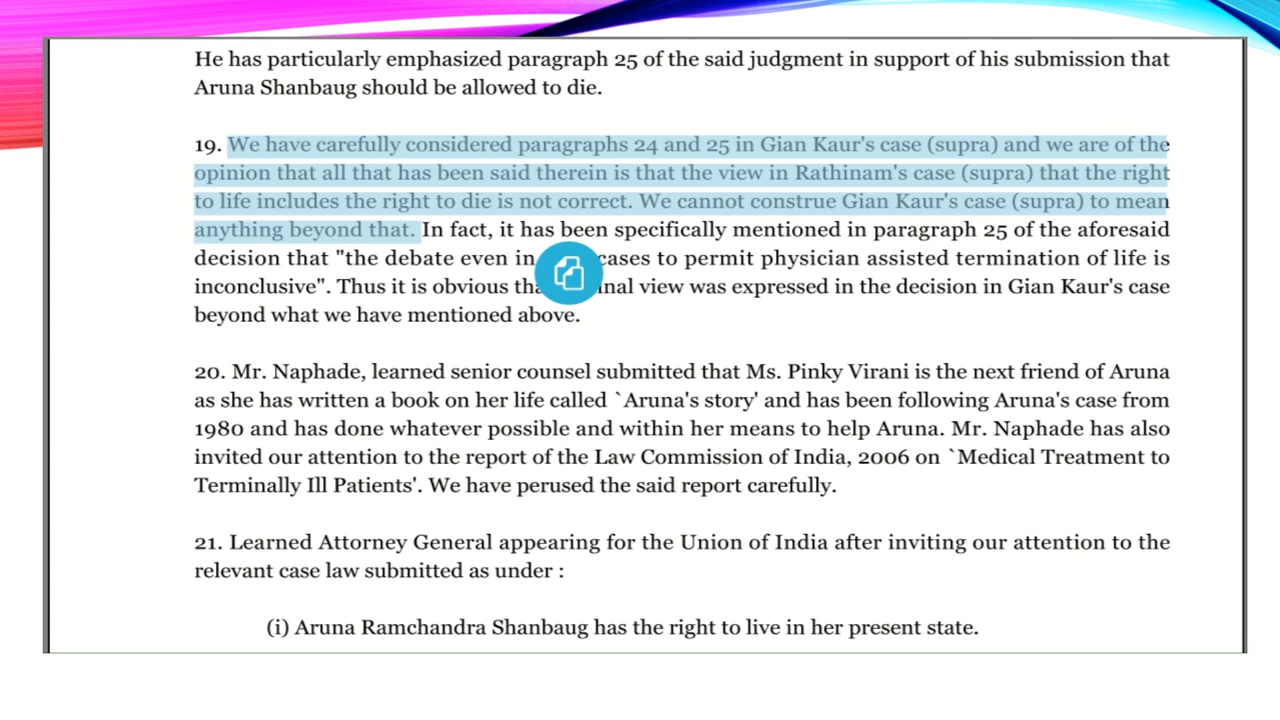 He has particularly emphasized paragraph 25 of the said judgment in support of his submission that
Aruna Shanbaug should be allowed to die.
19. We have carefully considered paragraphs 24 and 25 in Gian Kaur's case (supra) and we are of the
opinion that all that has been said therein is that the view in Rathinam's case (supra) that the right
to life includes the right to die is not correct. We cannot construe Gian Kaur's case (supra) to mean
anything beyond that. In fact, it has been specifically mentioned in paragraph 25 of the aforesaid
decision that "the debate even in cases to permit physician assisted termination of life is
inconclusive". Thus it is obvious view was expressed in the decision in Gian Kaur's case
beyond what we have mentioned above.
20. Mr. Naphade, learned senior counsel submitted that Ms. Pinky Virani is the next friend of Aruna
as she has written a book on her life called `Aruna's story' and has been following Aruna's case from
1980 and has done whatever possible and within her means to help Aruna. Mr. Naphade has also
invited our attention to the report of the Law Commission of India, 2006 on `Medical Treatment to
Terminally Ill Patients'. We have perused the said report carefully.
21. Learned Attorney General appearing for the Union of India after inviting our attention to the
relevant case law submitted as under :
(i) Aruna Ramchandra Shanbaug has the right to live in her present state.